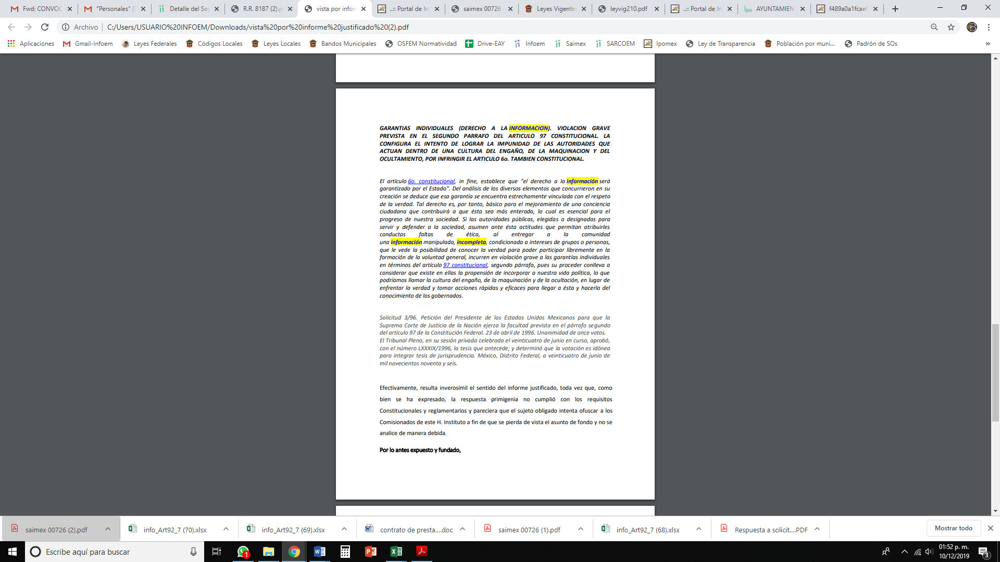 Fwd: CONVOC
"Personales" (
Detalle del Seg
R.R. 8187 (2).p
vista por infor
..:: Portal de In
saimex 00726
Leyes Vigentes
leyvig210.pdf
..:: Portal de In
AYUNTAMIEN
f489a0a1fcaef
Archivo | C:/Users/USUARIO%20INFOEM/Downloads/vista%20por%20informe%20justificado%20(2).pdf
Aplicaciones Gmail-Infoem Leyes Federales Códigos Locales Leyes Locales Bandos Municipales OSFEM Normatividad Drive-EAY Infoem Saimex SARCOEM Ipomex Ley de Transparencia Población por muni... Padrón de SOs »
GARANTIAS INDIVIDUALES (DERECHO A LA INFORMACION). VIOLACION GRAVE
PREVISTA EN EL SEGUNDO PARRAFO DEL ARTICULO 97 CONSTITUCIONAL. LA
CONFIGURA EL INTENTO DE LOGRAR LA IMPUNIDAD DE LAS AUTORIDADES QUE
ACTUAN DENTRO DE UNA CULTURA DEL ENGAÑO, DE LA MAQUINACION Y DEL
OCULTAMIENTO, POR INFRINGIR EL ARTICULO 6o. TAMBIEN CONSTITUCIONAL.
El artículo 6o. constitucional, in fine, establece que "el derecho a la información será
garantizado por el Estado". Del análisis de los diversos elementos que concurrieron en su
creación se deduce que esa garantía se encuentra estrechamente vinculada con el respeto
de la verdad. Tal derecho es, por tanto, básico para el mejoramiento de una conciencia
ciudadana que contribuirá a que ésta sea más enterada, lo cual es esencial para el
progreso de nuestra sociedad. Si las autoridades públicas, elegidas o designadas para
servir y defender a la sociedad, asumen ante ésta actitudes que permitan atribuirles
conductas faltas de ética, al entregar a la comunidad
una información manipulada, incompleta, condicionada a intereses de grupos o personas,
que le vede la posibilidad de conocer la verdad para poder participar libremente en la
formación de la voluntad general, incurren en violación grave a las garantías individuales
en términos del artículo 97 constitucional, segundo párrafo, pues su proceder conlleva a
considerar que existe en ellas la propensión de incorporar a nuestra vida política, lo que
podríamos llamar la cultura del engaño, de la maquinación y de la ocultación, en lugar de
enfrentar la verdad y tomar acciones rápidas y eficaces para llegar a ésta y hacerla del
conocimiento de los gobernados.
Solicitud 3/96. Petición del Presidente de los Estados Unidos Mexicanos para que la
Suprema Corte de Justicia de la Nación ejerza la facultad prevista en el párrafo segundo
del artículo 97 de la Constitución Federal. 23 de abril de 1996. Unanimidad de once votos.
El Tribunal Pleno, en su sesión privada celebrada el veinticuatro de junio en curso, aprobó,
con el número LXXXIX/1996, la tesis que antecede; y determinó que la votación es idónea
para integrar tesis de jurisprudencia. México, Distrito Federal, a veinticuatro de junio de
mil novecientos noventa y seis.
Efectivamente, resulta inverosímil el sentido del informe justificado, toda vez que, como
bien se ha expresado, la respuesta primigenia no cumplió con los requisitos
Constitucionales y reglamentarios y pareciera que el sujeto obligado intenta ofuscar a los
Comisionados de este H. Instituto a fin de que se pierda de vista el asunto de fondo y no se
analice de manera debida.
Por lo antes expuesto y fundado,
saimex 00726 (2).pdf
info_Art92_7 (70).xlsx
info_Art92_7 (69).xlsx
contrato de presta....doc
saimex 00726 (1).pdf
info_Art92_7 (68).xlsx
Respuesta a solicit....PDF
Mostrar todo
Escribe aquí para buscar
1
01:52 p. m.
10/12/2019
3